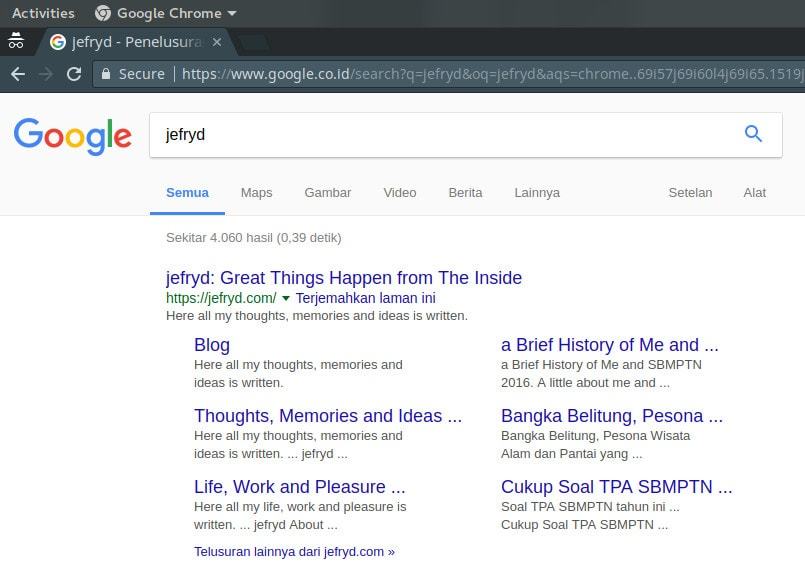 Activities Google Chrome
jefryd - Penelusura
Secure https://www.google.co.id/search?q=jefryd&oq=jefryd&aqs=chrome..69i57j69i60l4j69i65.1519j
Google jefryd
Semua Maps Gambar Video Berita Lainnya Setelan Alat
Sekitar 4.060 hasil (0,39 detik)
jefryd: Great Things Happen from The Inside
https://jefryd.com/ Terjemahkan laman ini
Here all my thoughts, memories and ideas is written.
Blog
Here all my thoughts, memories and
ideas is written.
a Brief History of Me and ...
a Brief History of Me and SBMPTN
2016. A little about me and ...
Thoughts, Memories and Ideas ...
Here all my thoughts, memories and
ideas is written. ... jefryd ...
Bangka Belitung, Pesona ...
Bangka Belitung, Pesona Wisata
Alam dan Pantai yang ...
Life, Work and Pleasure ...
Here all my life, work and pleasure is
written. ... jefryd About ...
Cukup Soal TPA SBMPTN ...
Soal TPA SBMPTN tahun ini ...
Cukup Soal TPA SBMPTN ...
Telusuran lainnya dari jefryd.com »